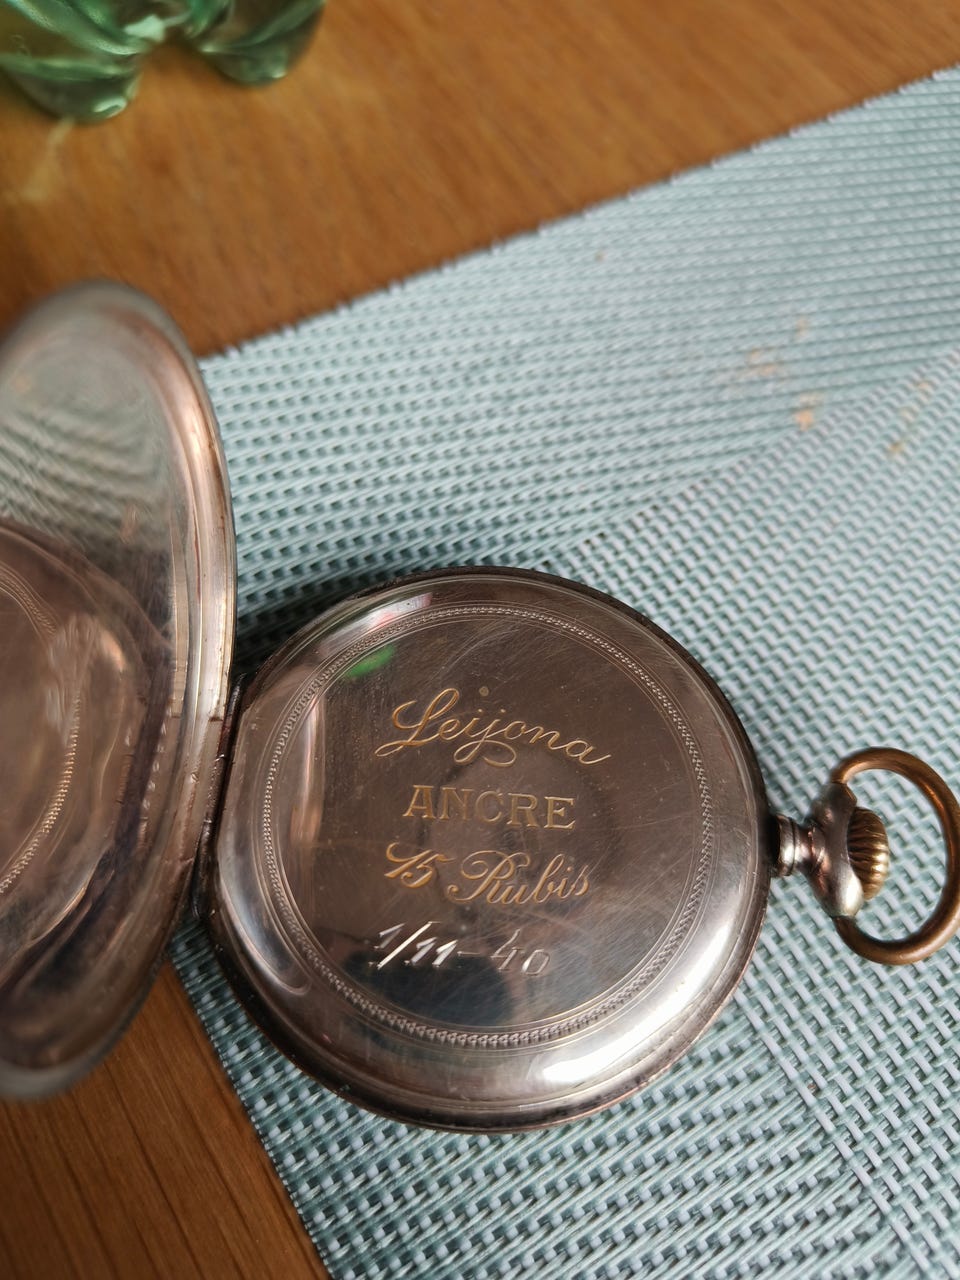 Leijona
ANCRE
15 Rubis
1/11-40